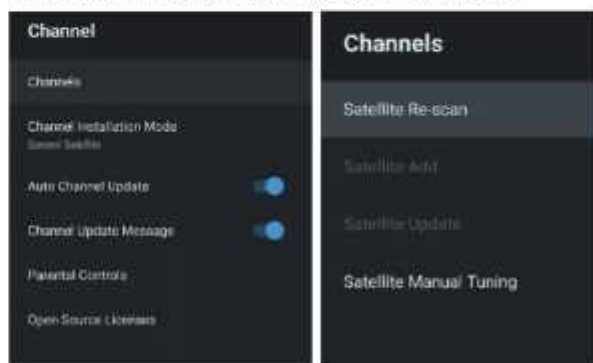 Channel
Channels
Channel Installation Mode
Auto Channel Update
Channel Update Message
Parental Controls
Open Source Licenses
Channels
Satellite Re-scan
Satellite Add
Satellite Update
Satellite Manual Tuning